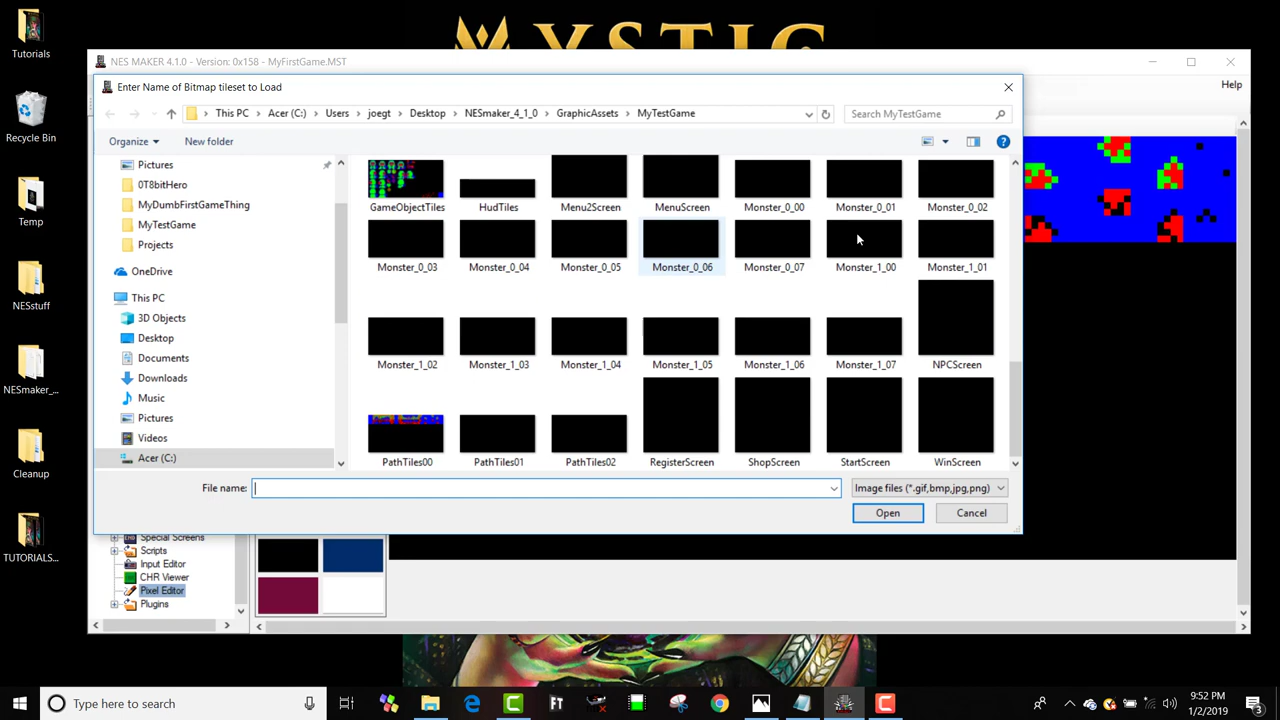 Tutorials
Recycle Bin
Temp
NESstuff
NESmaker_...
Cleanup
TUTORIALS...
MYSTIC
NES MAKER 4.1.0 - Version: 0x158 - MyFirstGame.MST
Help
Enter Name of Bitmap tileset to Load
This PC > Acer (C:) > Users > joegt > Desktop > NESmaker_4_1_0 > GraphicAssets > MyTestGame
Search MyTestGame
Organize
New folder
Pictures
0T8bitHero
MyDumbFirstGameThing
MyTestGame
Projects
OneDrive
This PC
3D Objects
Desktop
Documents
Downloads
Music
Pictures
Videos
Acer (C:)
GameObjectTiles HudTiles Menu2Screen MenuScreen Monster_0_00 Monster_0_01 Monster_0_02
Monster_0_03 Monster_0_04 Monster_0_05 Monster_0_06 Monster_0_07 Monster_1_00 Monster_1_01
Monster_1_02 Monster_1_03 Monster_1_04 Monster_1_05 Monster_1_06 Monster_1_07 NPCScreen
PathTiles00 PathTiles01 PathTiles02 RegisterScreen ShopScreen StartScreen WinScreen
File name:
Image files (*.gif,bmp,jpg,png)
Open
Cancel
Special Screens
Scripts
Input Editor
CHR Viewer
Pixel Editor
Plugins
Type here to search
9:52 PM
1/2/2019
3